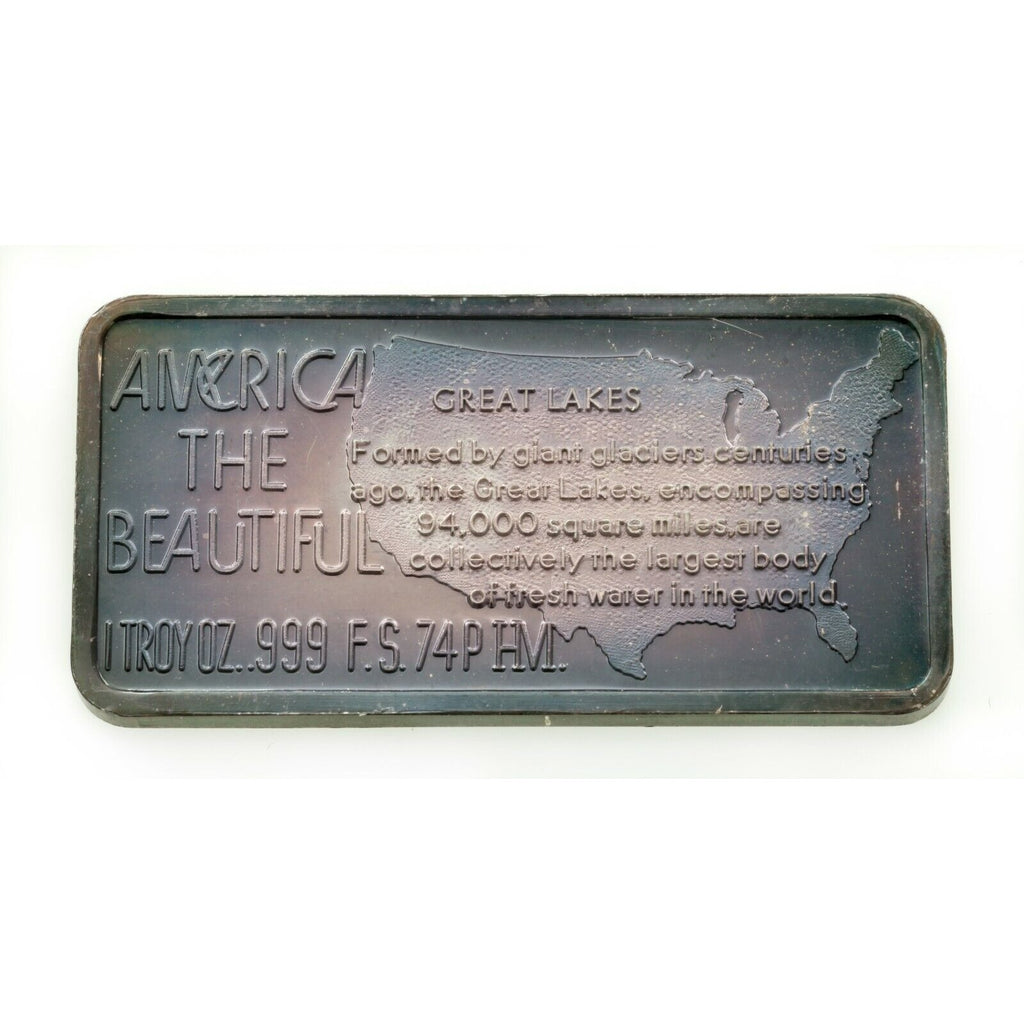 AMERICA
THE
BEAUTIFUL
1 TROY OZ. .999 F.S. 74P HM.
GREAT LAKES
Formed by giant glaciers centuries
ago, the Great Lakes, encompassing
94,000 square miles, are
collectively the largest body
of fresh water in the world.